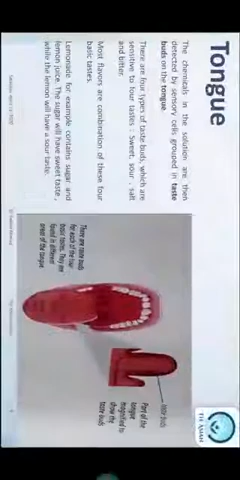 Tongue
The chemicals in the solution are then
detected by sensory cells grouped in taste
buds on the tongue.
There are four types of taste buds, which are
sensitive to four tastes : Sweet, sour , salt
and bitter.
Most flavors are combination of these four
basic tastes.
Lemonade for example contains sugar and
lemon juice. The sugar will have sweet taste ,
while the lemon will have a sour taste.
taste buds
Part of the
tongue
magnified to
show the
taste buds
There are taste buds
for each of the four
basic tastes. They are
found in different
areas of the tongue.